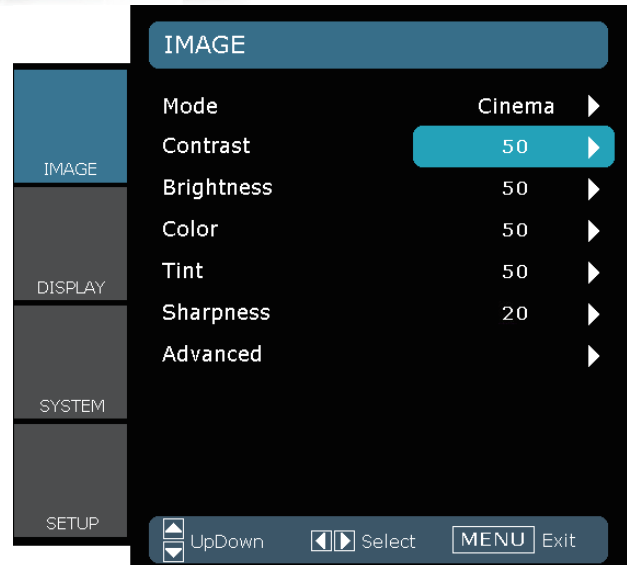 IMAGE
Mode Cinema
Contrast 50
Brightness 50
Color 50
Tint 50
Sharpness 20
Advanced
IMAGE
DISPLAY
SYSTEM
SETUP
UpDown Select MENU Exit